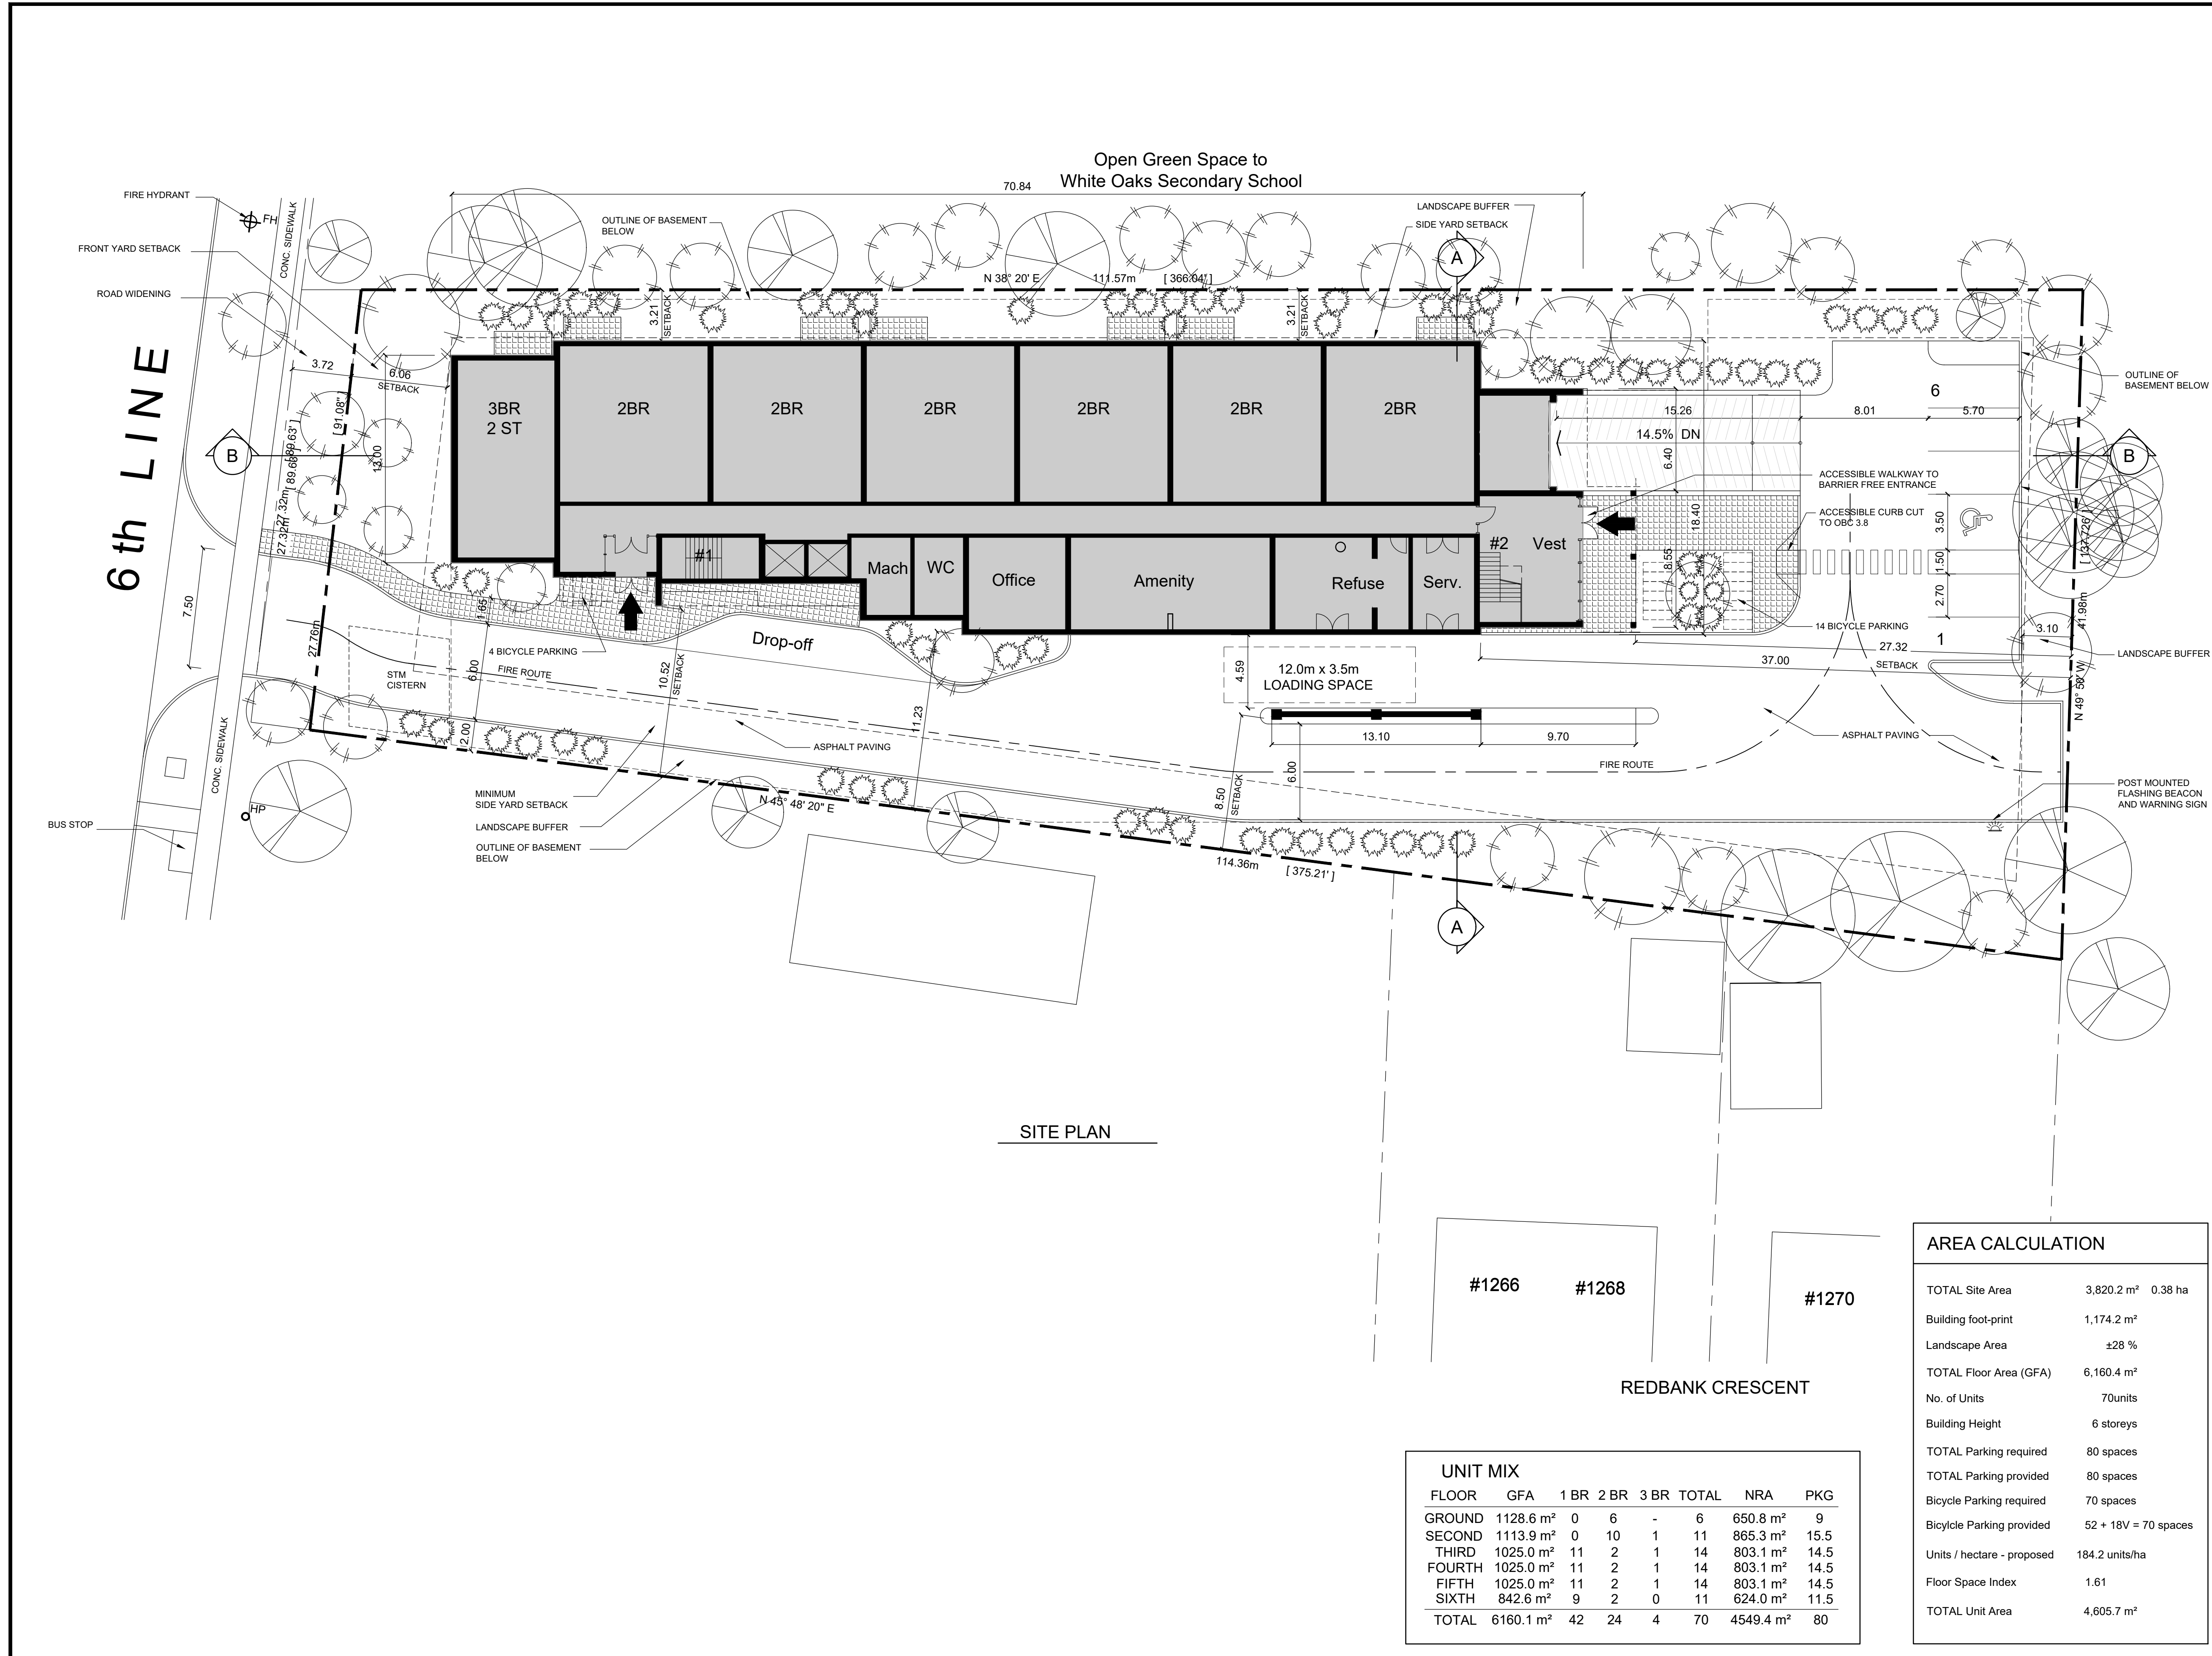 Open Green Space to
White Oaks Secondary School
70.84
FIRE HYDRANT
FH
CONC. SIDEWALK
FRONT YARD SETBACK
ROAD WIDENING
OUTLINE OF BASEMENT
BELOW
LANDSCAPE BUFFER
SIDE YARD SETBACK
A
N 38° 20' E
111.57m
[ 366.04' ]
3.21
SETBACK
3.21
SETBACK
6 th LINE
3.72
6.06
SETBACK
[ 91.08" ]
[ 89.63' ]
[ 89.63' ]
27.32m
27.32m
13.00
B
3BR
2 ST
2BR
2BR
2BR
2BR
2BR
2BR
15.26
8.01
5.70
6
14.5% DN
6.40
18.40
8.55
OUTLINE OF
BASEMENT BELOW
B
ACCESSIBLE WALKWAY TO
BARRIER FREE ENTRANCE
ACCESSIBLE CURB CUT
TO OBC 3.8
3.50
1.50
2.70
[ 137.726' ]
41.98m
N 49° 50' W
#1
Mach
WC
Office
Amenity
Refuse
Serv.
#2
Vest
14 BICYCLE PARKING
1
3.10
LANDSCAPE BUFFER
27.32
37.00
SETBACK
7.50
27.76m
1.65
4 BICYCLE PARKING
Drop-off
FIRE ROUTE
STM
CISTERN
6.00
2.00
10.52
SETBACK
11.23
4.59
12.0m x 3.5m
LOADING SPACE
13.10
9.70
ASPHALT PAVING
ASPHALT PAVING
FIRE ROUTE
8.50
SETBACK
6.00
CONC. SIDEWALK
HP
BUS STOP
MINIMUM
SIDE YARD SETBACK
LANDSCAPE BUFFER
OUTLINE OF BASEMENT
BELOW
N 45° 48' 20" E
114.36m
[ 375.21' ]
POST MOUNTED
FLASHING BEACON
AND WARNING SIGN
A
SITE PLAN
#1266
#1268
#1270
REDBANK CRESCENT
UNIT MIX
FLOOR GFA 1 BR 2 BR 3 BR TOTAL NRA PKG
GROUND 1128.6 m² 0 6 - 6 650.8 m² 9
SECOND 1113.9 m² 0 10 1 11 865.3 m² 15.5
THIRD 1025.0 m² 11 2 1 14 803.1 m² 14.5
FOURTH 1025.0 m² 11 2 1 14 803.1 m² 14.5
FIFTH 1025.0 m² 11 2 1 14 803.1 m² 14.5
SIXTH 842.6 m² 9 2 0 11 624.0 m² 11.5
TOTAL 6160.1 m² 42 24 4 70 4549.4 m² 80
AREA CALCULATION
TOTAL Site Area 3,820.2 m² 0.38 ha
Building foot-print 1,174.2 m²
Landscape Area ±28 %
TOTAL Floor Area (GFA) 6,160.4 m²
No. of Units 70units
Building Height 6 storeys
TOTAL Parking required 80 spaces
TOTAL Parking provided 80 spaces
Bicycle Parking required 70 spaces
Bicylcle Parking provided 52 + 18V = 70 spaces
Units / hectare - proposed 184.2 units/ha
Floor Space Index 1.61
TOTAL Unit Area 4,605.7 m²